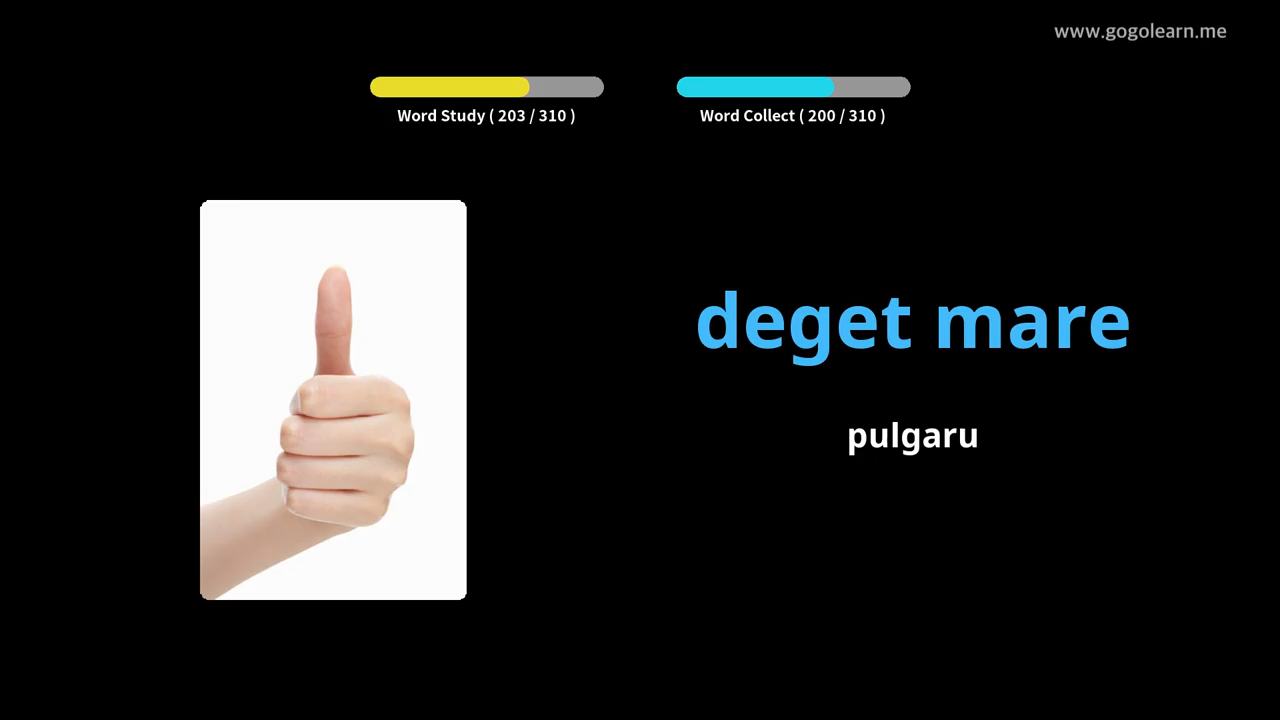 www.gogolearn.me
Word Study ( 203 / 310 )
Word Collect ( 200 / 310 )
deget mare
pulgaru